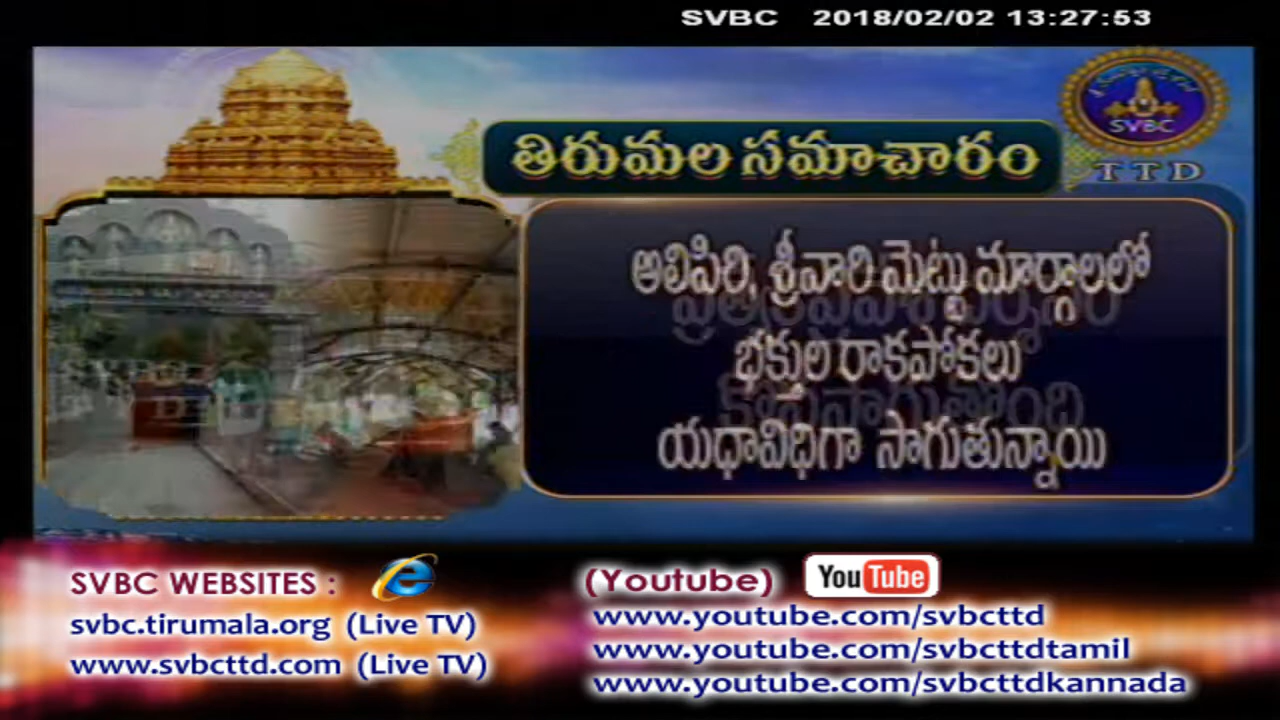 SVBC 2018/02/02 13:27:53
SVBC
T T D
తిరుమల సమాచారం
అలిపిరి, శ్రీవారి మెట్టు మార్గాలలో
భక్తుల రాకపోకలు
యధావిధిగా సాగుతున్నాయి
కొనసాగుతోంది
SVBC WEBSITES :
svbc.tirumala.org (Live TV)
www.svbcttd.com (Live TV)
(Youtube) YouTube
www.youtube.com/svbcttd
www.youtube.com/svbcttdtamil
www.youtube.com/svbcttdkannada